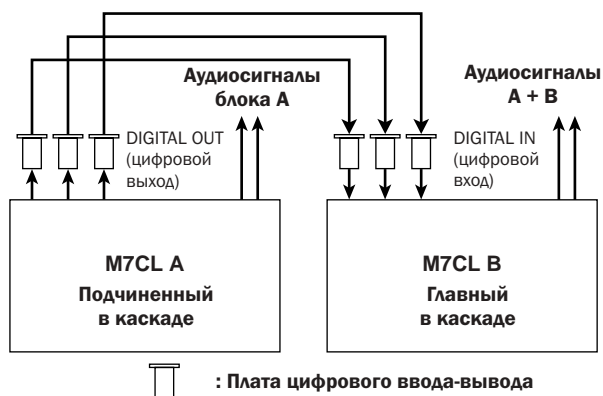 Аудиосигналы
блока A
Аудиосигналы
A + B
DIGITAL OUT
(цифровой
выход)
DIGITAL IN
(цифровой
вход)
M7CL A
Подчиненный
в каскаде
M7CL B
Главный
в каскаде
: Плата цифрового ввода-вывода